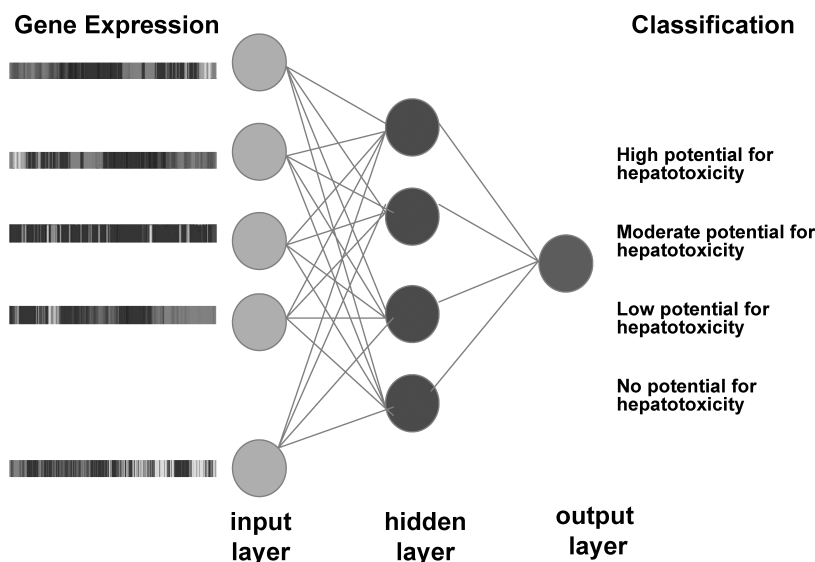 Gene Expression
Classification
High potential for
hepatotoxicity
Moderate potential for
hepatotoxicity
Low potential for
hepatotoxicity
No potential for
hepatotoxicity
input
layer
hidden
layer
output
layer